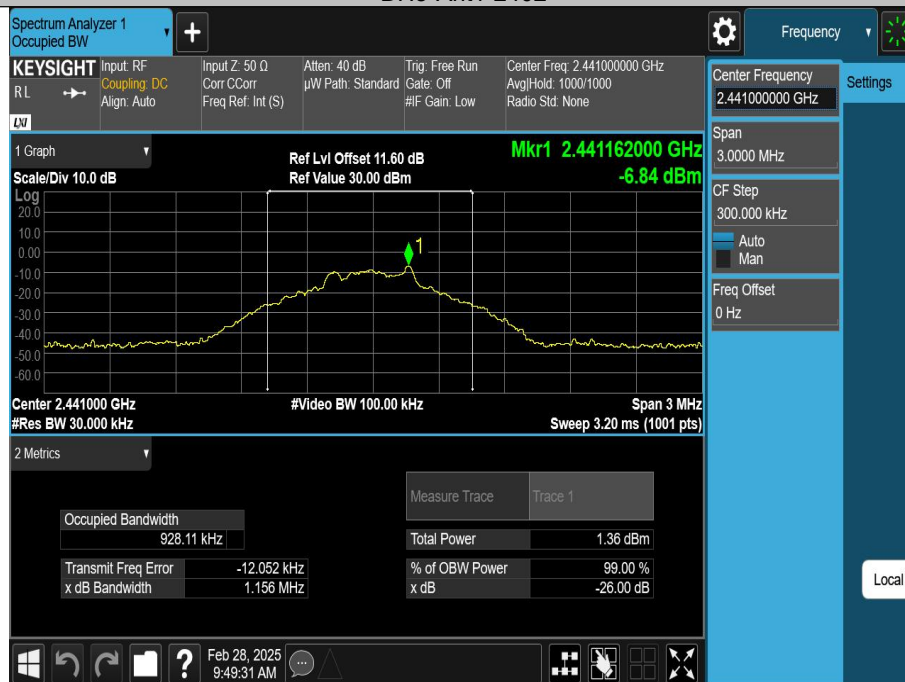 Spectrum Analyzer 1
Occupied BW
+
Frequency
KEYSIGHT
RL
LXI
Input: RF
Coupling: DC
Align: Auto
Input Z: 50 Ω
Corr CCorr
Freq Ref: Int (S)
Atten: 40 dB
µW Path: Standard
Trig: Free Run
Gate: Off
#IF Gain: Low
Center Freq: 2.441000000 GHz
Avg|Hold: 1000/1000
Radio Std: None
Center Frequency
2.441000000 GHz
Settings
Span
3.0000 MHz
CF Step
300.000 kHz
Auto
Man
Freq Offset
0 Hz
Local
1 Graph
Scale/Div 10.0 dB
Ref Lvl Offset 11.60 dB
Ref Value 30.00 dBm
Mkr1 2.441162000 GHz
-6.84 dBm
Log
20.0
10.0
0.00
-10.0
-20.0
-30.0
-40.0
-50.0
-60.0
1
Center 2.441000 GHz
#Res BW 30.000 kHz
#Video BW 100.00 kHz
Span 3 MHz
Sweep 3.20 ms (1001 pts)
2 Metrics
Measure Trace
Trace 1
Occupied Bandwidth
928.11 kHz
Total Power
1.36 dBm
Transmit Freq Error
-12.052 kHz
% of OBW Power
99.00 %
x dB Bandwidth
1.156 MHz
x dB
-26.00 dB
?
Feb 28, 2025
9:49:31 AM